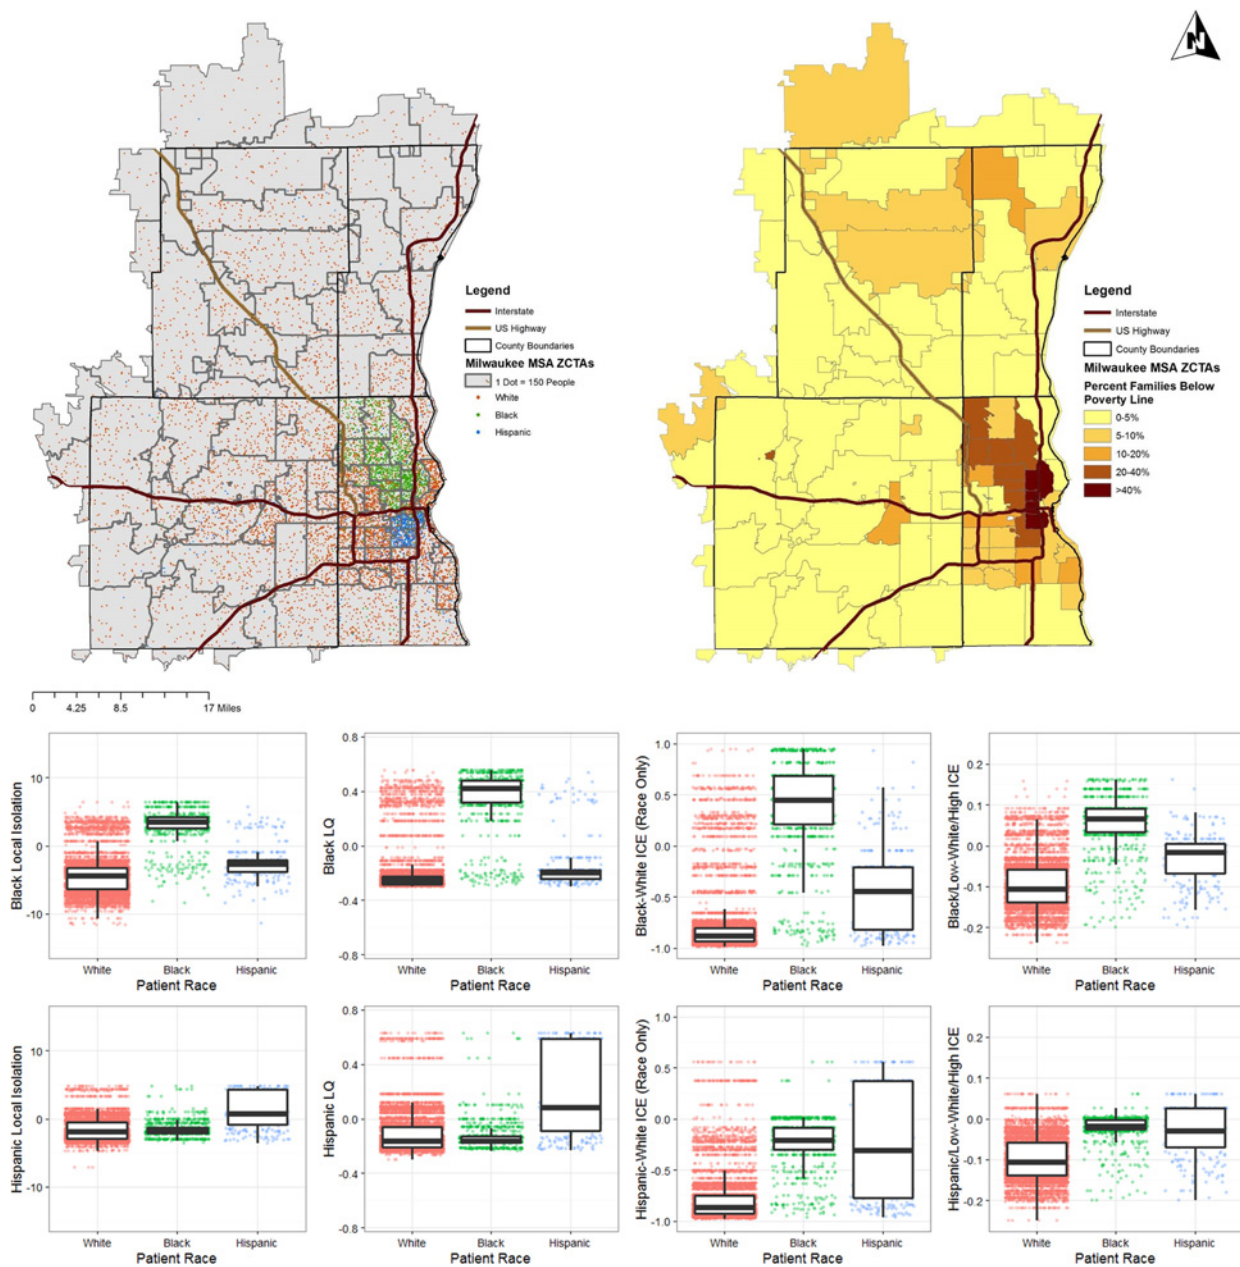 N
Legend
Interstate
US Highway
County Boundaries
Milwaukee MSA ZCTAs
1 Dot = 150 People
White
Black
Hispanic
Legend
Interstate
US Highway
County Boundaries
Milwaukee MSA ZCTAs
Percent Families Below
Poverty Line
0-5%
5-10%
10-20%
20-40%
>40%
0 4.25 8.5 17 Miles
Black Local Isolation
10
0
-10
White Black Hispanic
Patient Race
Black LQ
0.8
0.4
0.0
-0.4
-0.8
White Black Hispanic
Patient Race
Black-White ICE (Race Only)
1.0
0.5
0.0
-0.5
-1.0
White Black Hispanic
Patient Race
Black/Low-White/High ICE
0.2
0.1
0.0
-0.1
-0.2
White Black Hispanic
Patient Race
Hispanic Local Isolation
10
0
-10
White Black Hispanic
Patient Race
Hispanic LQ
0.8
0.4
0.0
-0.4
-0.8
White Black Hispanic
Patient Race
Hispanic-White ICE (Race Only)
1.0
0.5
0.0
-0.5
-1.0
White Black Hispanic
Patient Race
Hispanic/Low-White/High ICE
0.2
0.1
0.0
-0.1
-0.2
White Black Hispanic
Patient Race